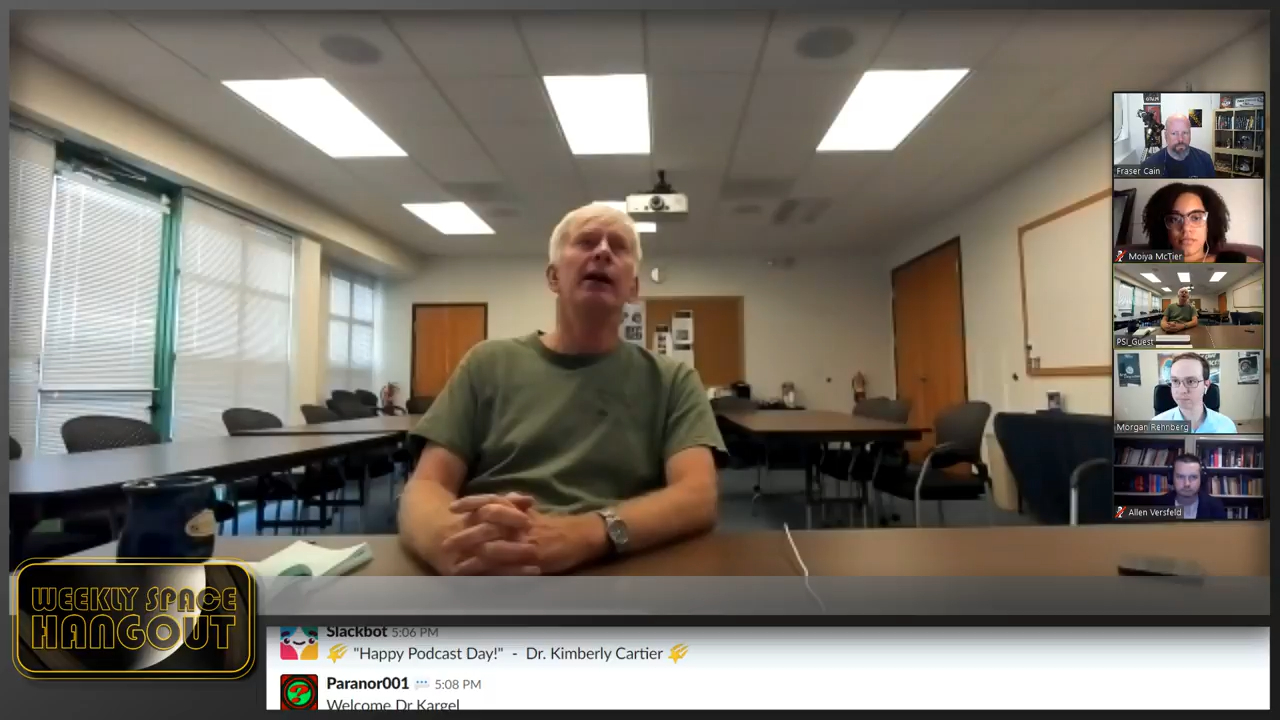 Fraser Cain
Moiya McTier
PSI_Guest
Morgan Rehnberg
Allen Versfeld
WEEKLY SPACE
HANGOUT
Slackbot 5:06 PM
"Happy Podcast Day!" - Dr. Kimberly Cartier
Paranor001 5:08 PM
Welcome Dr Kargel